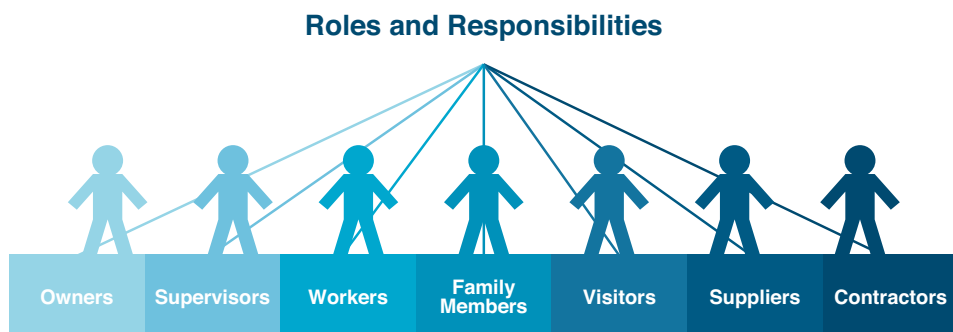 Roles and Responsibilities
Owners
Supervisors
Workers
Family
Members
Visitors
Suppliers
Contractors